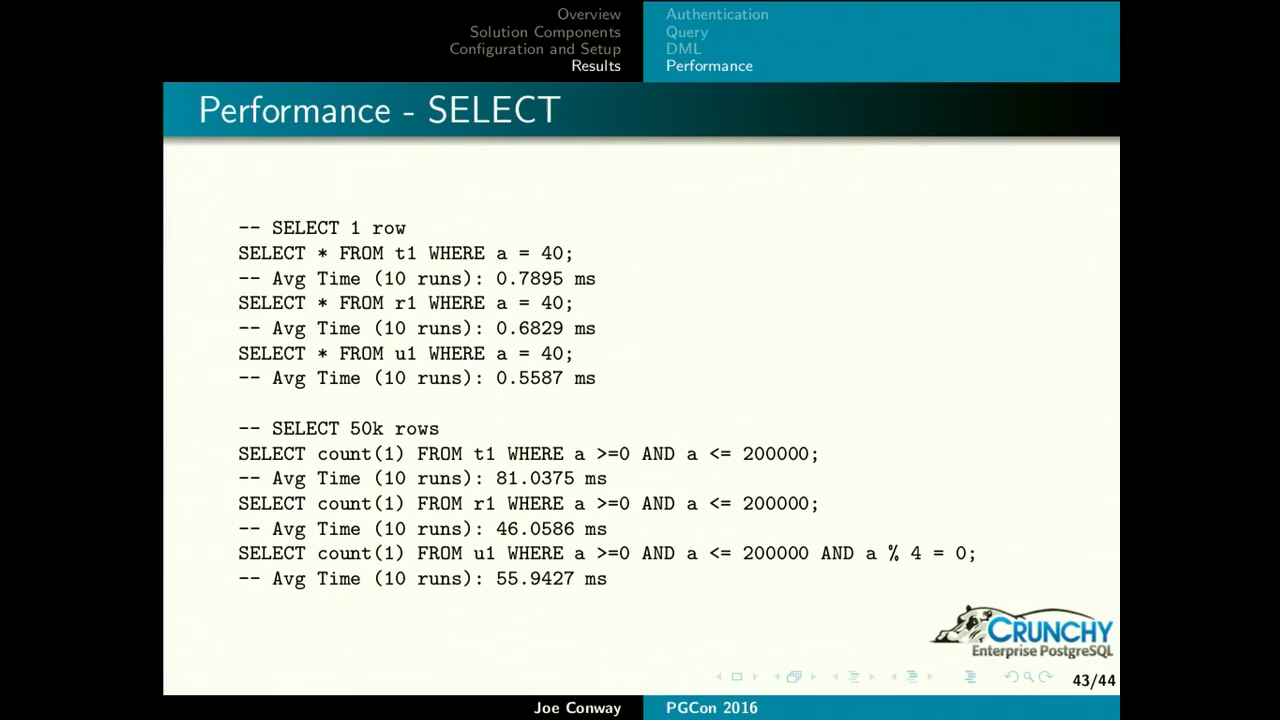 Overview
Solution Components
Configuration and Setup
Results
Authentication
Query
DML
Performance
Performance - SELECT
-- SELECT 1 row
SELECT * FROM t1 WHERE a = 40;
-- Avg Time (10 runs): 0.7895 ms
SELECT * FROM r1 WHERE a = 40;
-- Avg Time (10 runs): 0.6829 ms
SELECT * FROM u1 WHERE a = 40;
-- Avg Time (10 runs): 0.5587 ms
-- SELECT 50k rows
SELECT count(1) FROM t1 WHERE a >=0 AND a <= 200000;
-- Avg Time (10 runs): 81.0375 ms
SELECT count(1) FROM r1 WHERE a >=0 AND a <= 200000;
-- Avg Time (10 runs): 46.0586 ms
SELECT count(1) FROM u1 WHERE a >=0 AND a <= 200000 AND a % 4 = 0;
-- Avg Time (10 runs): 55.9427 ms
CRUNCHY
Enterprise PostgreSQL
43/44
Joe Conway
PGCon 2016